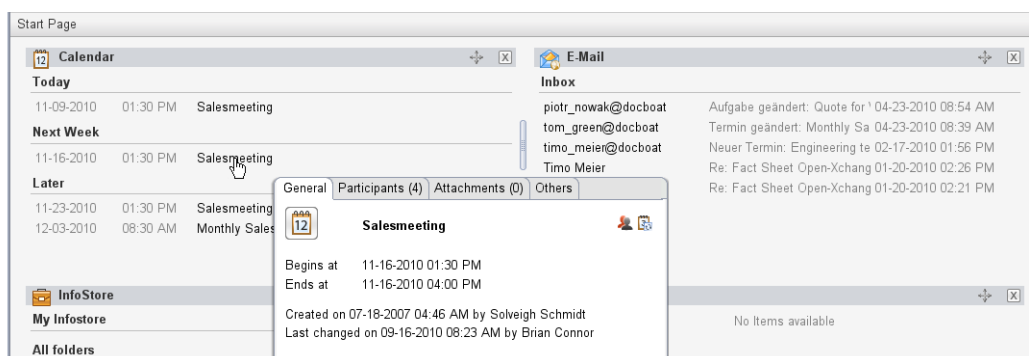 Start Page
Calendar
Today
11-09-2010 01:30 PM Salesmeeting
Next Week
11-16-2010 01:30 PM Salesmeeting
Later
11-23-2010 01:30 PM Salesmeeting
12-03-2010 08:30 AM Monthly Sales
E-Mail
Inbox
piotr_nowak@docboat Aufgabe geändert: Quote for 04-23-2010 08:54 AM
tom_green@docboat Termin geändert: Monthly Sa 04-23-2010 08:39 AM
timo_meier@docboat Neuer Termin: Engineering te 02-17-2010 01:56 PM
Timo Meier Re: Fact Sheet Open-Xchang 01-20-2010 02:26 PM
Re: Fact Sheet Open-Xchang 01-20-2010 02:21 PM
General Participants (4) Attachments (0) Others
12 Salesmeeting
Begins at 11-16-2010 01:30 PM
Ends at 11-16-2010 04:00 PM
Created on 07-18-2007 04:46 AM by Solveigh Schmidt
Last changed on 09-16-2010 08:23 AM by Brian Connor
InfoStore
My Infostore
All folders
No Items available